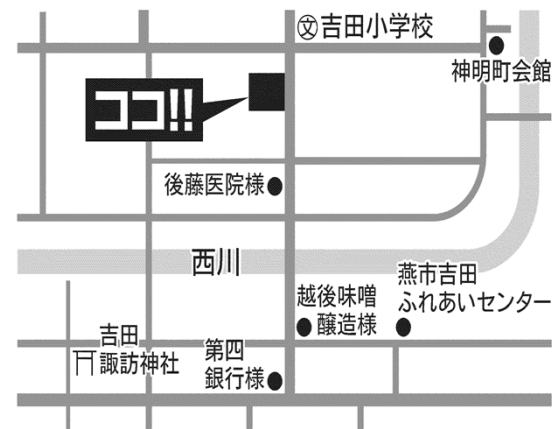 文 吉田小学校
神明町会館
ココ!!
後藤医院様
西川
越後味噌
醸造様
燕市吉田
ふれあいセンター
吉田
諏訪神社
第四
銀行様